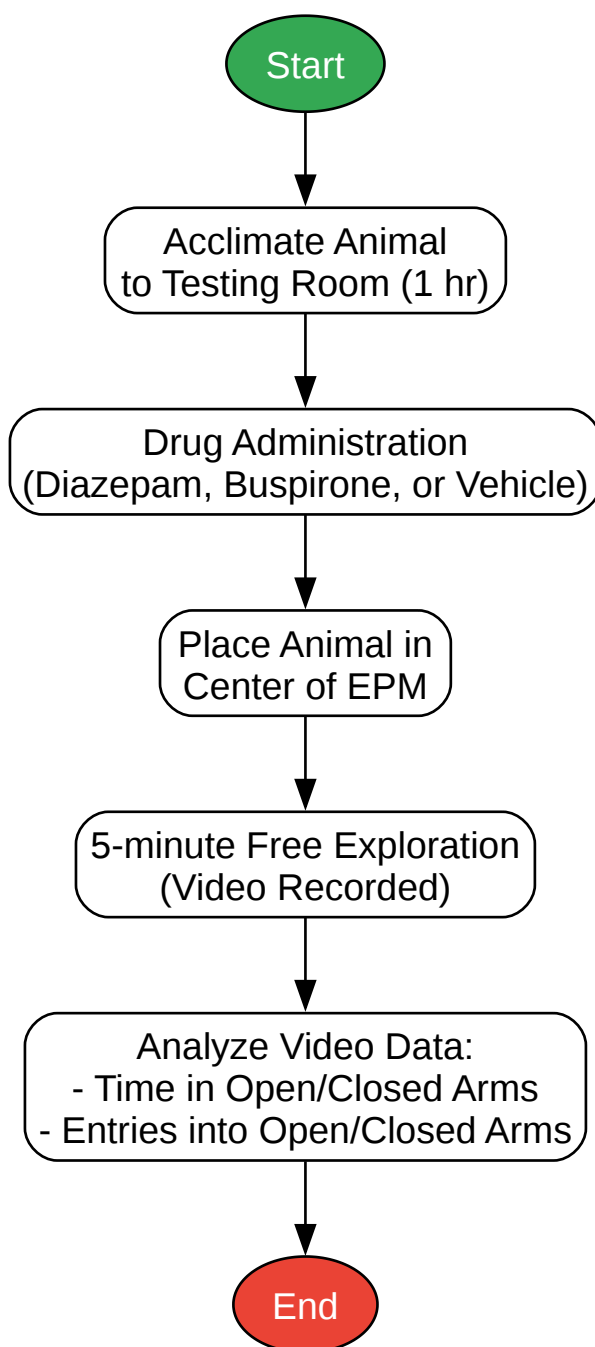 Start
Acclimate Animal
to Testing Room (1 hr)
Drug Administration
(Diazepam, Buspirone, or Vehicle)
Place Animal in
Center of EPM
5-minute Free Exploration
(Video Recorded)
Analyze Video Data:
- Time in Open/Closed Arms
- Entries into Open/Closed Arms
End